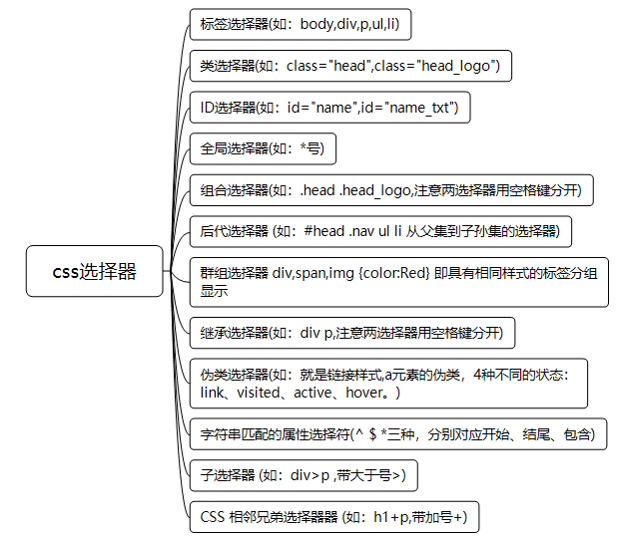 标签选择器(如：body,div,p,ul,li)
类选择器(如：class="head",class="head_logo")
ID选择器(如：id="name",id="name_txt")
全局选择器(如：*号)
组合选择器(如：.head .head_logo,注意两选择器用空格键分开)
后代选择器 (如：#head .nav ul li 从父集到子孙集的选择器)
css选择器
群组选择器 div,span,img {color:Red} 即具有相同样式的标签分组
显示
继承选择器(如：div p,注意两选择器用空格键分开)
伪类选择器(如：就是链接样式,a元素的伪类，4种不同的状态：
link、visited、active、hover。)
字符串匹配的属性选择符(^ $ *三种，分别对应开始、结尾、包含)
子选择器 (如：div>p ,带大于号>)
CSS 相邻兄弟选择器器 (如：h1+p,带加号+)